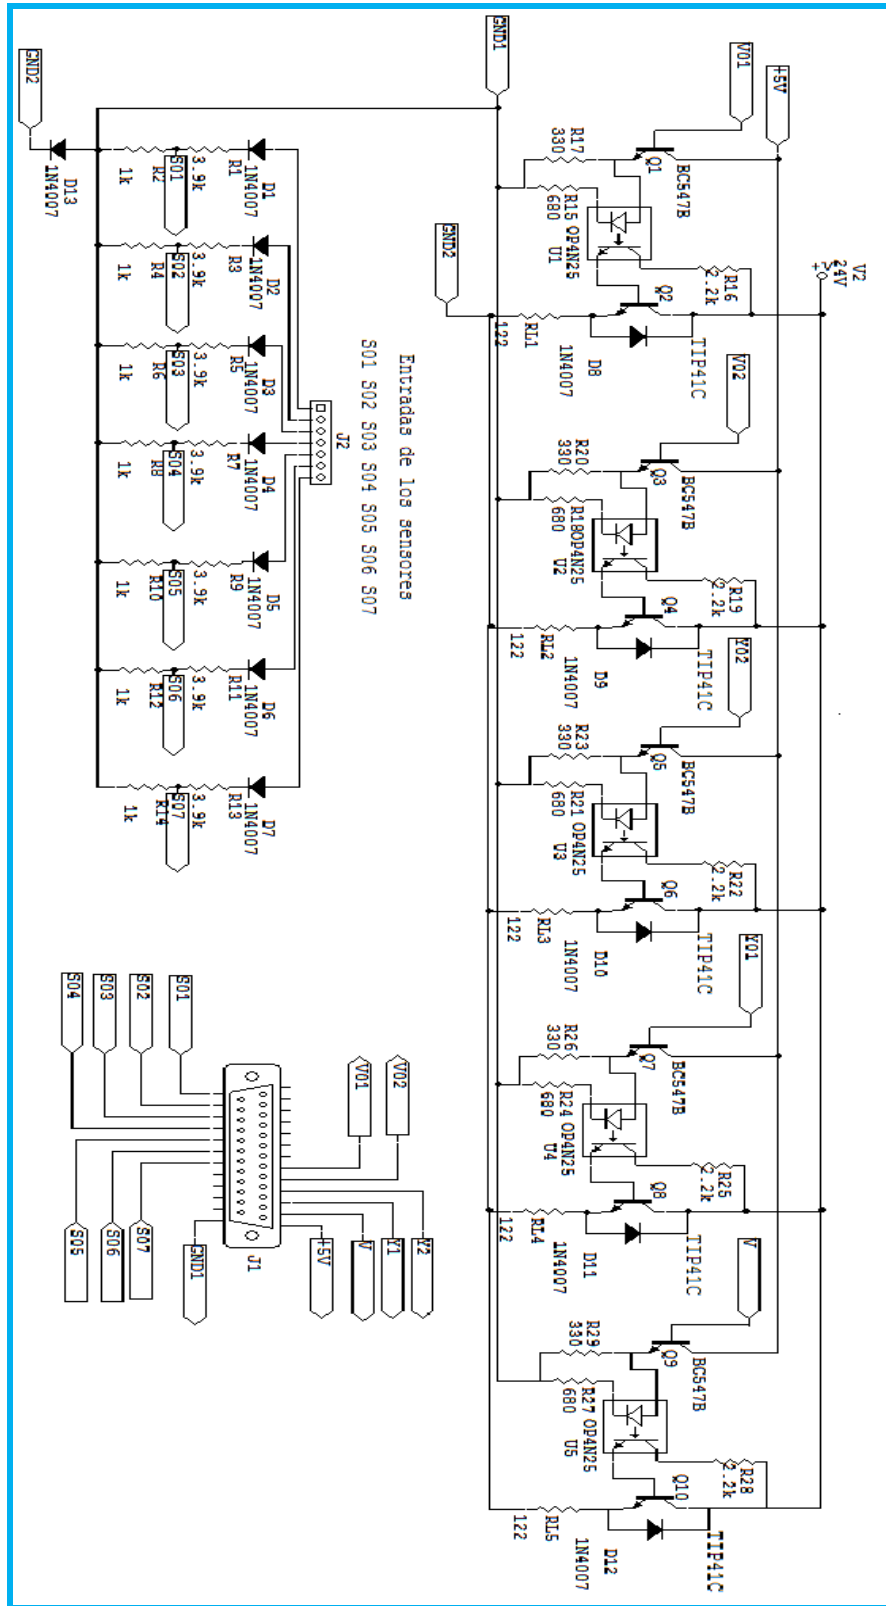 GND1
V01
+5V
GND2
R17
330
Q1
BC547B
R15
680
OP4N25
U1
V2
24V
+
R16
2.2k
Q2
GND2
RL1
122
1N4007
D8
TIP41C
V02
R20
330
Q3
BC547B
R18
680
OP4N25
U2
R19
2.2k
Q4
RL2
122
1N4007
D9
TIP41C
Y02
R23
330
Q5
BC547B
R21
680
OP4N25
U3
R22
2.2k
Q6
RL3
122
1N4007
D10
TIP41C
Y01
R26
330
Q7
BC547B
R24
680
OP4N25
U4
R25
2.2k
Q8
RL4
122
1N4007
D11
TIP41C
V
R29
330
Q9
BC547B
R27
680
OP4N25
U5
R28
2.2k
Q10
RL5
122
1N4007
D12
TIP41C
D13
1N4007
1k
R2
S01
3.9k
R1
1N4007
D1
1k
R4
S02
3.9k
R3
1N4007
D2
1k
R6
S03
3.9k
R5
1N4007
D3
1k
R8
S04
3.9k
R7
1N4007
D4
1k
R10
S05
3.9k
R9
1N4007
D5
1k
R12
S06
3.9k
R11
1N4007
D6
1k
R14
S07
3.9k
R13
1N4007
D7
J2
Entradas de los sensores
S01 S02 S03 S04 S05 S06 S07
S04
S03
S02
S01
V01
V02
S05
S06
S07
GND1
J1
+5V
V
Y1
Y2